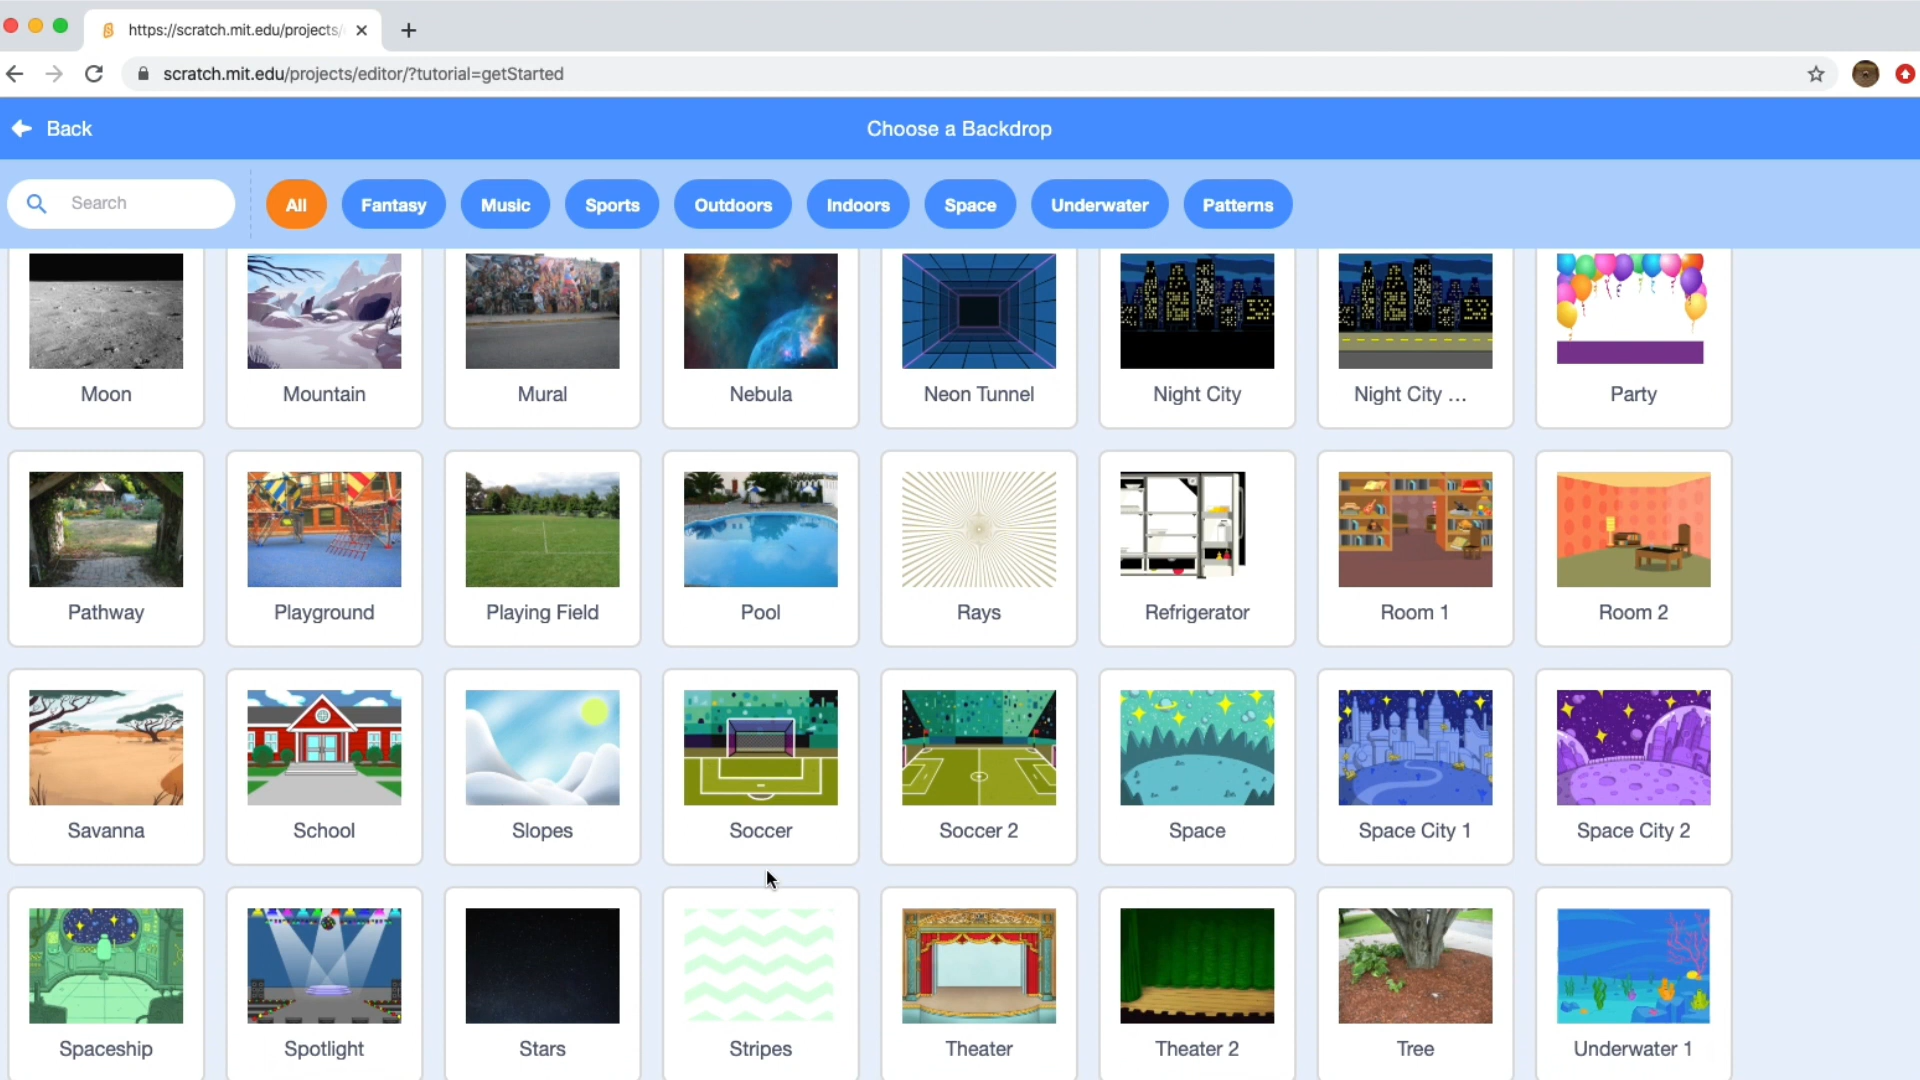 https://scratch.mit.edu/projects/
scratch.mit.edu/projects/editor/?tutorial=getStarted
Back
Choose a Backdrop
Search
All
Fantasy
Music
Sports
Outdoors
Indoors
Space
Underwater
Patterns
Moon
Mountain
Mural
Nebula
Neon Tunnel
Night City
Night City ...
Party
Pathway
Playground
Playing Field
Pool
Rays
Refrigerator
Room 1
Room 2
Savanna
School
Slopes
Soccer
Soccer 2
Space
Space City 1
Space City 2
Spaceship
Spotlight
Stars
Stripes
Theater
Theater 2
Tree
Underwater 1